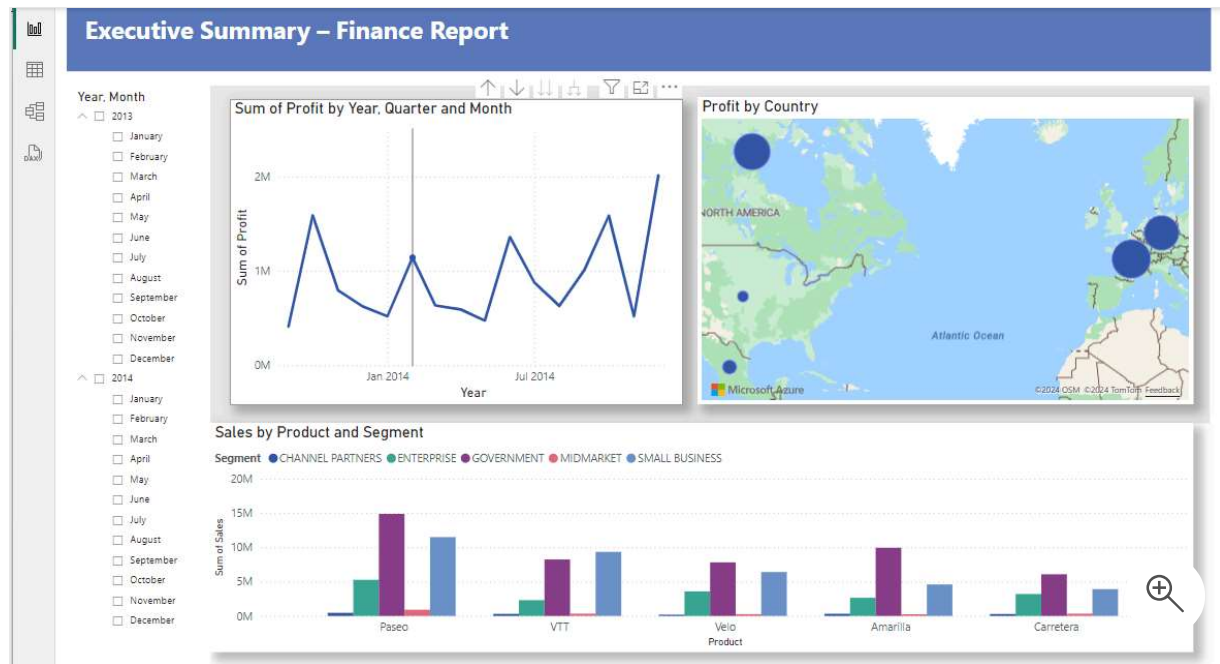 Executive Summary – Finance Report
Year, Month
2013
January
February
March
April
May
June
July
August
September
October
November
December
2014
January
February
March
April
May
June
July
August
September
October
November
December
Sum of Profit by Year, Quarter and Month
Sum of Profit
2M
1M
0M
Jan 2014 Jul 2014
Year
Profit by Country
NORTH AMERICA
Atlantic Ocean
Microsoft Azure
©2024 OSM ©2024 TomTom Feedback
Sales by Product and Segment
Segment CHANNEL PARTNERS ENTERPRISE GOVERNMENT MIDMARKET SMALL BUSINESS
Sum of Sales
20M
15M
10M
5M
0M
Paseo VTT Velo Amarilla Carretera
Product